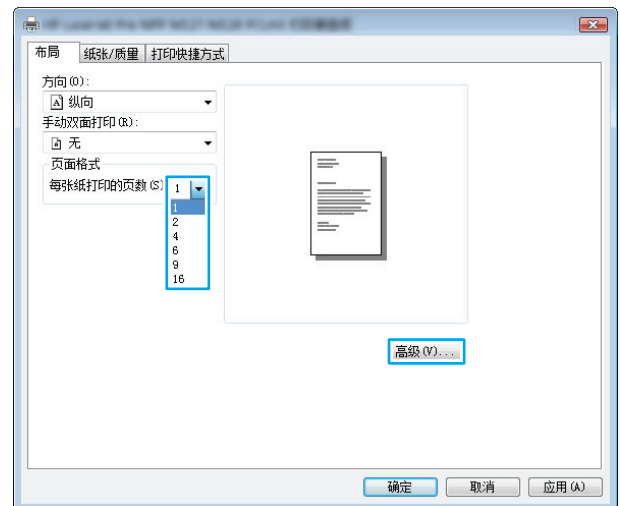 布局 纸张/质量 打印快捷方式
方向(O):
纵向
手动双面打印(R):
无
页面格式
每张纸打印的页数(S) 1
1
2
4
6
9
16
高级(V)...
确定 取消 应用(A)